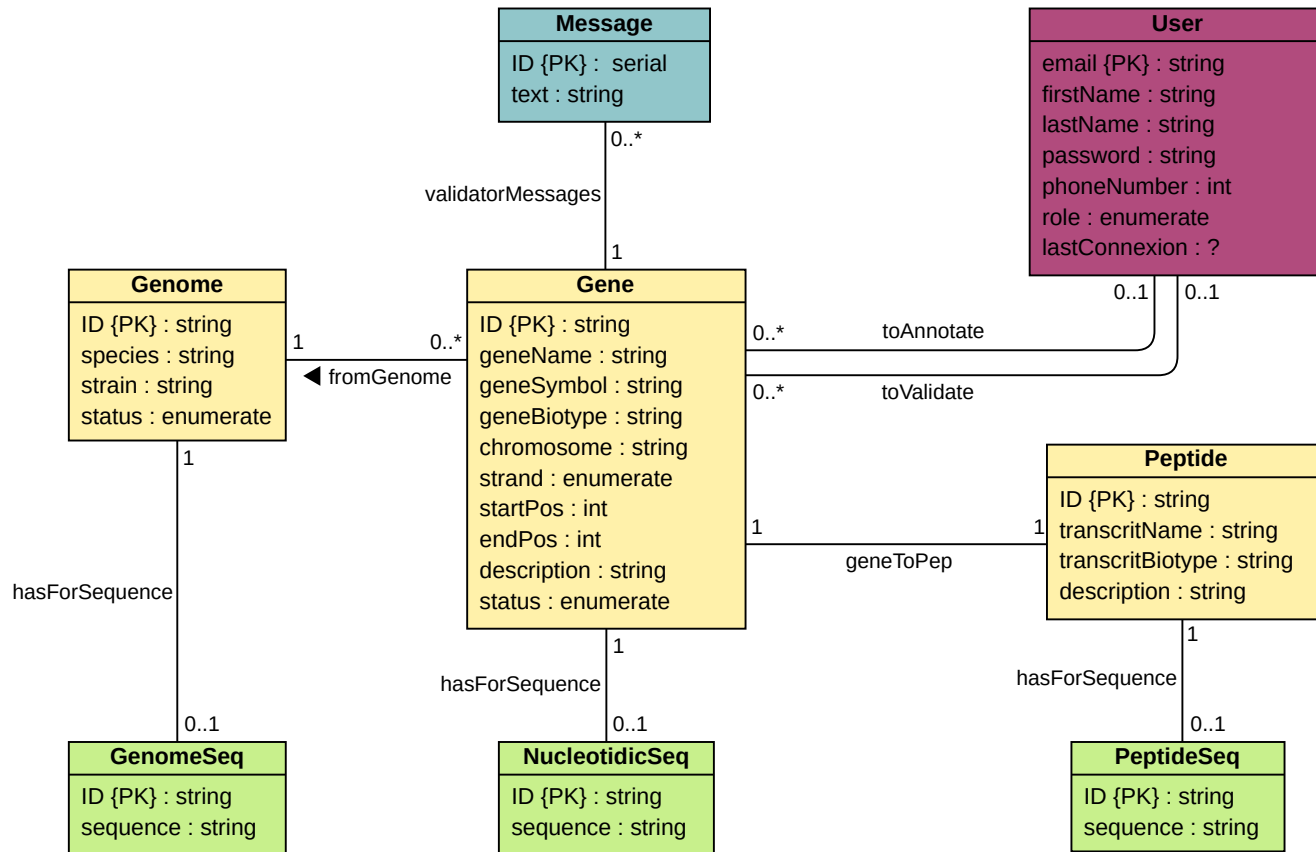 Message
ID {PK} :  serial
text : string
0..*
validatorMessages
1
User
email {PK} : string
firstName : string
lastName : string
password : string
phoneNumber : int
role : enumerate
lastConnexion : ?
0..1
0..1
Genome
ID {PK} : string
species : string
strain : string
status : enumerate
1
0..*
◀ fromGenome
Gene
ID {PK} : string
geneName : string
geneSymbol : string
geneBiotype : string
chromosome : string
strand : enumerate
startPos : int
endPos : int
description : string
status : enumerate
0..*
toAnnotate
0..*
toValidate
1
geneToPep
1
Peptide
ID {PK} : string
transcritName : string
transcritBiotype : string
description : string
1
hasForSequence
0..1
1
hasForSequence
0..1
1
hasForSequence
0..1
GenomeSeq
ID {PK} : string
sequence : string
NucleotidicSeq
ID {PK} : string
sequence : string
PeptideSeq
ID {PK} : string
sequence : string